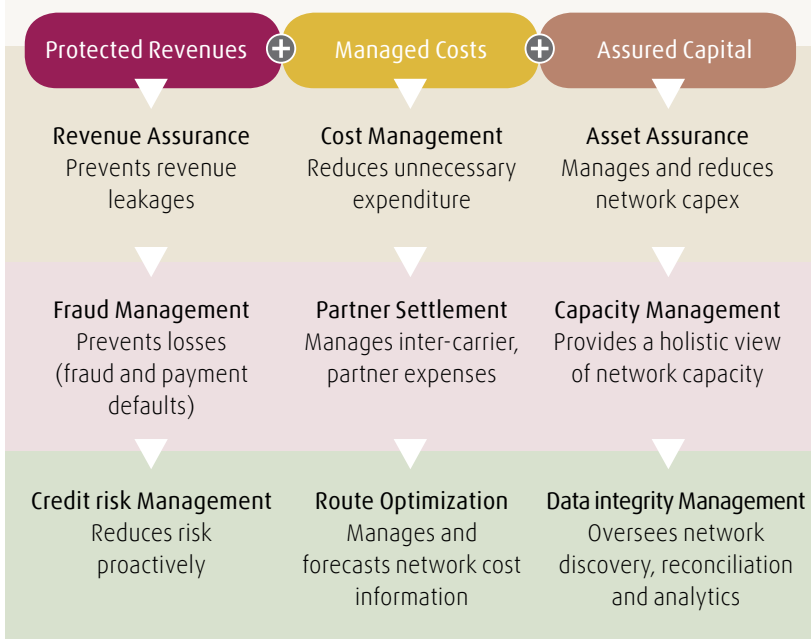 Protected Revenues
Managed Costs
Assured Capital
Revenue Assurance
Prevents revenue
leakages
Cost Management
Reduces unnecessary
expenditure
Asset Assurance
Manages and reduces
network capex
Fraud Management
Prevents losses
(fraud and payment
defaults)
Partner Settlement
Manages inter-carrier,
partner expenses
Capacity Management
Provides a holistic view
of network capacity
Credit risk Management
Reduces risk
proactively
Route Optimization
Manages and
forecasts network cost
information
Data integrity Management
Oversees network
discovery, reconciliation
and analytics